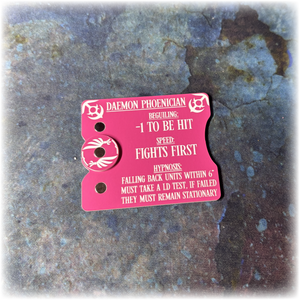 DAEMON PHOENICIAN
BEGUILING:
-1 TO BE HIT
SPEED:
FIGHTS FIRST
HYPNOSIS:
FALLING BACK UNITS WITHIN 6"
MUST TAKE A LD TEST, IF FAILED
THEY MUST REMAIN STATIONARY